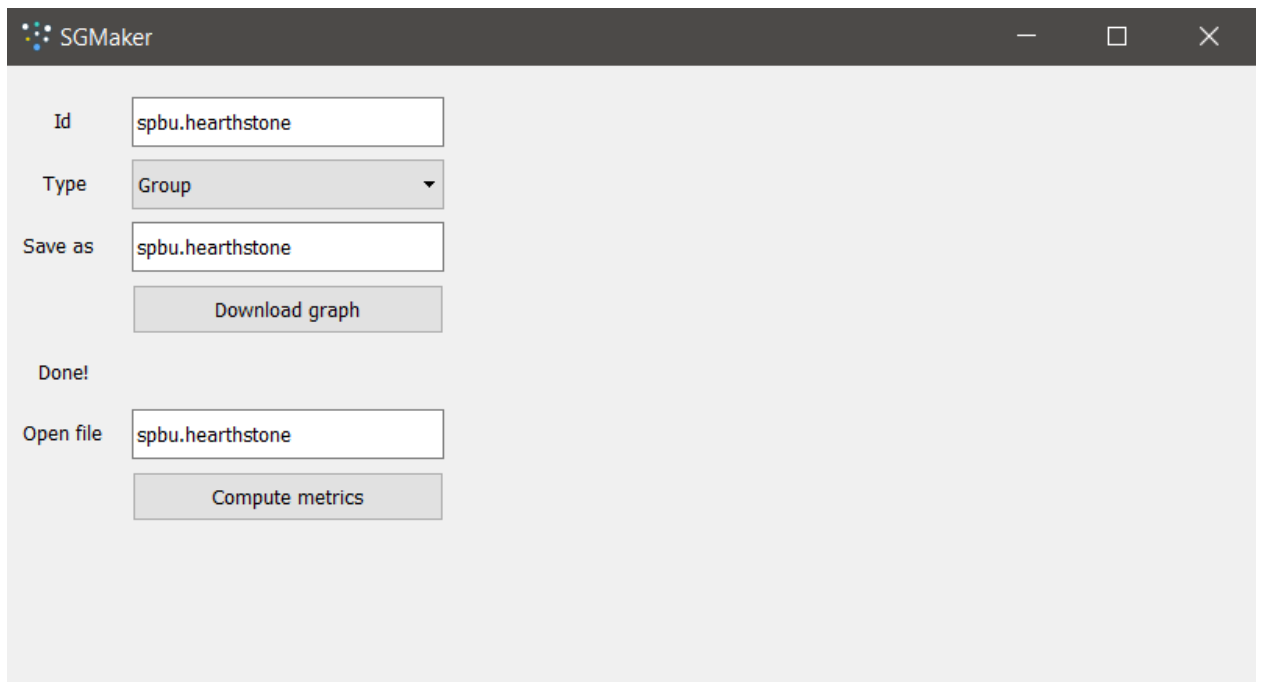 SGMaker
Id spbu.hearthstone
Type Group
Save as spbu.hearthstone
Download graph
Done!
Open file spbu.hearthstone
Compute metrics